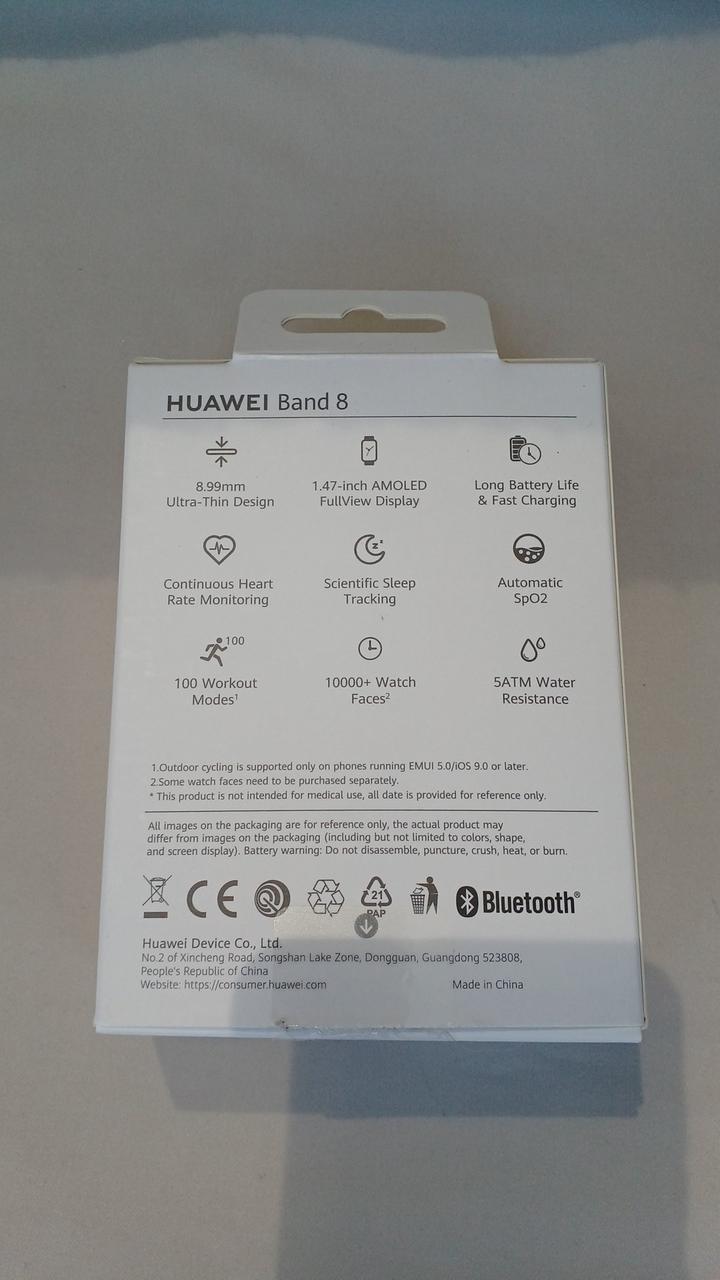 HUAWEI Band 8
8.99mm
Ultra-Thin Design
1.47-inch AMOLED
FullView Display
Long Battery Life
& Fast Charging
Continuous Heart
Rate Monitoring
Scientific Sleep
Tracking
z z
Automatic
SpO2
100
100 Workout
Modes¹
10000+ Watch
Faces²
5ATM Water
Resistance
1.Outdoor cycling is supported only on phones running EMUI 5.0/iOS 9.0 or later.
2.Some watch faces need to be purchased separately.
* This product is not intended for medical use, all date is provided for reference only.
All images on the packaging are for reference only, the actual product may
differ from images on the packaging (including but not limited to colors, shape,
and screen display). Battery warning: Do not disassemble, puncture, crush, heat, or burn.
CE
21
PAP
Bluetooth®
Huawei Device Co., Ltd.
No.2 of Xincheng Road, Songshan Lake Zone, Dongguan, Guangdong 523808,
People's Republic of China
Website: https://consumer.huawei.com
Made in China